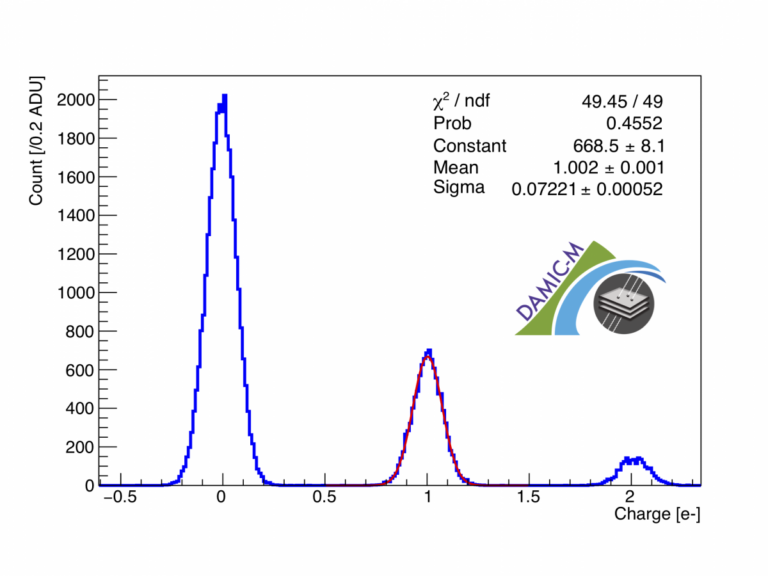 Count [/0.2 ADU]
2000
1800
1600
1400
1200
1000
800
600
400
200
0
χ² / ndf 49.45 / 49
Prob 0.4552
Constant 668.5 ± 8.1
Mean 1.002 ± 0.001
Sigma 0.07221 ± 0.00052
DAMIC-M
−0.5 0 0.5 1 1.5 2
Charge [e-]